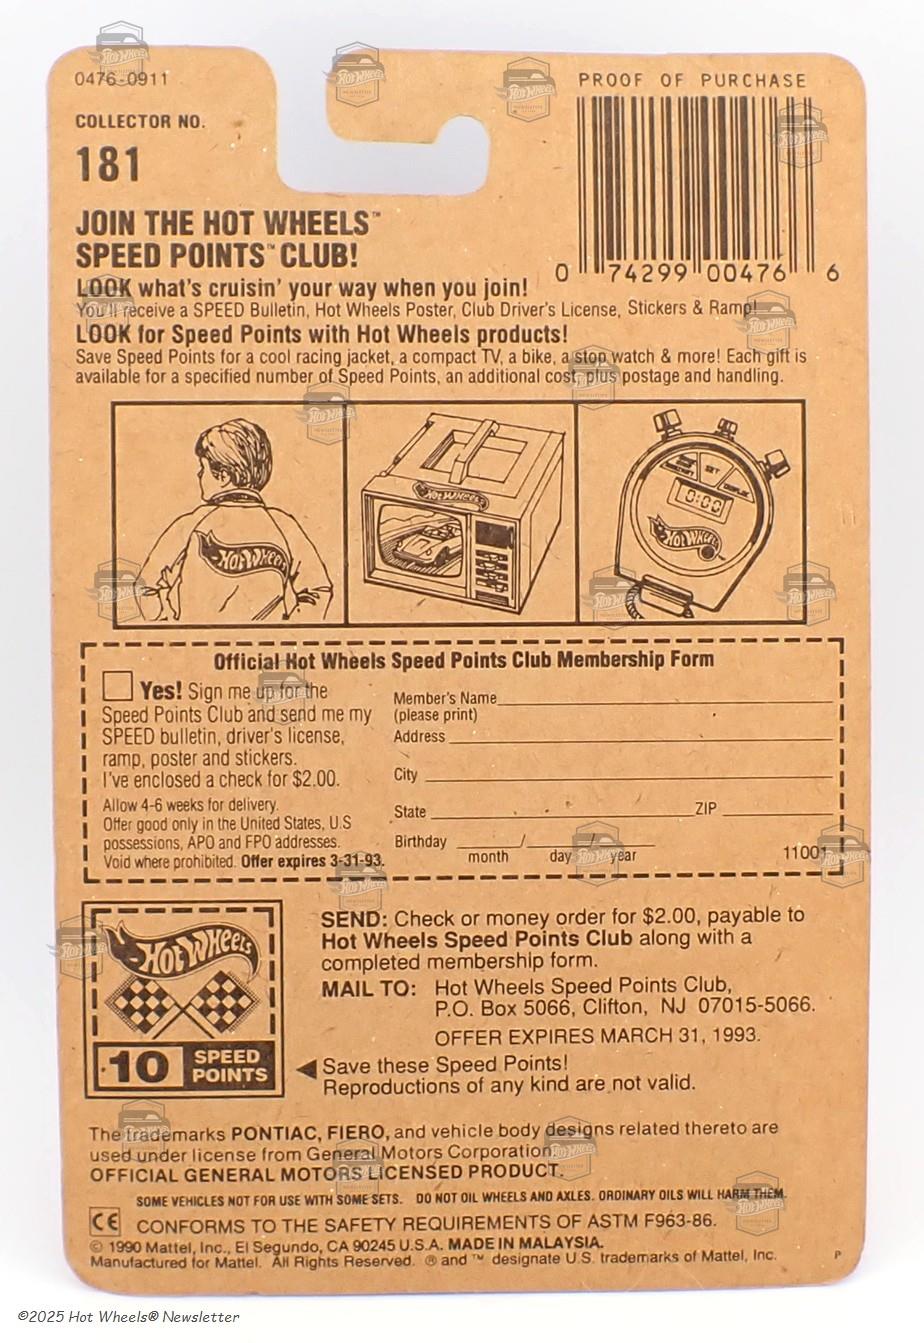 0476-0911
PROOF OF PURCHASE
COLLECTOR NO.
181
0 74299 00476 6
JOIN THE HOT WHEELS™
SPEED POINTS™ CLUB!
LOOK what's cruisin' your way when you join!
You'll receive a SPEED Bulletin, Hot Wheels Poster, Club Driver's License, Stickers & Ramp!
LOOK for Speed Points with Hot Wheels products!
Save Speed Points for a cool racing jacket, a compact TV, a bike, a stop watch & more! Each gift is
available for a specified number of Speed Points, an additional cost, plus postage and handling.
HOT WHEELS
HOT WHEELS
SET
0:00
HOT WHEELS
Official Hot Wheels Speed Points Club Membership Form
Yes! Sign me up for the
Speed Points Club and send me my
SPEED bulletin, driver's license,
ramp, poster and stickers.
I've enclosed a check for $2.00.
Allow 4-6 weeks for delivery.
Offer good only in the United States, U.S
possessions, APO and FPO addresses.
Void where prohibited. Offer expires 3-31-93.
Member's Name
(please print)
Address
City
State ZIP
Birthday / /
month day year
11001
HOT WHEELS
10 SPEED
POINTS
SEND: Check or money order for $2.00, payable to
Hot Wheels Speed Points Club along with a
completed membership form.
MAIL TO: Hot Wheels Speed Points Club,
P.O. Box 5066, Clifton, NJ 07015-5066.
OFFER EXPIRES MARCH 31, 1993.
◀ Save these Speed Points!
Reproductions of any kind are not valid.
The trademarks PONTIAC, FIERO, and vehicle body designs related thereto are
used under license from General Motors Corporation.
OFFICIAL GENERAL MOTORS LICENSED PRODUCT.
SOME VEHICLES NOT FOR USE WITH SOME SETS. DO NOT OIL WHEELS AND AXLES. ORDINARY OILS WILL HARM THEM.
CE CONFORMS TO THE SAFETY REQUIREMENTS OF ASTM F963-86.
© 1990 Mattel, Inc., El Segundo, CA 90245 U.S.A. MADE IN MALAYSIA.
Manufactured for Mattel. All Rights Reserved. ® and ™ designate U.S. trademarks of Mattel, Inc.
P
©2025 Hot Wheels® Newsletter